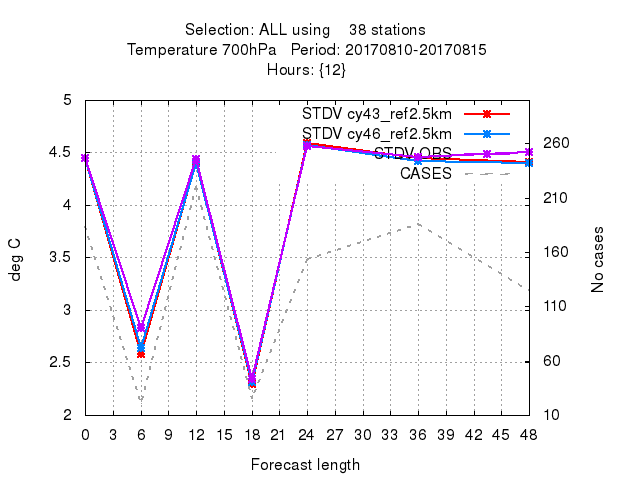 Selection: ALL using 38 stations
Temperature 700hPa Period: 20170810-20170815
Hours: {12}
STDV cy43_ref2.5km
STDV cy46_ref2.5km
STDV OBS
CASES
5
4.5
4
3.5
3
2.5
2
deg C
260
210
160
110
60
10
No cases
0 3 6 9 12 15 18 21 24 27 30 33 36 39 42 45 48
Forecast length